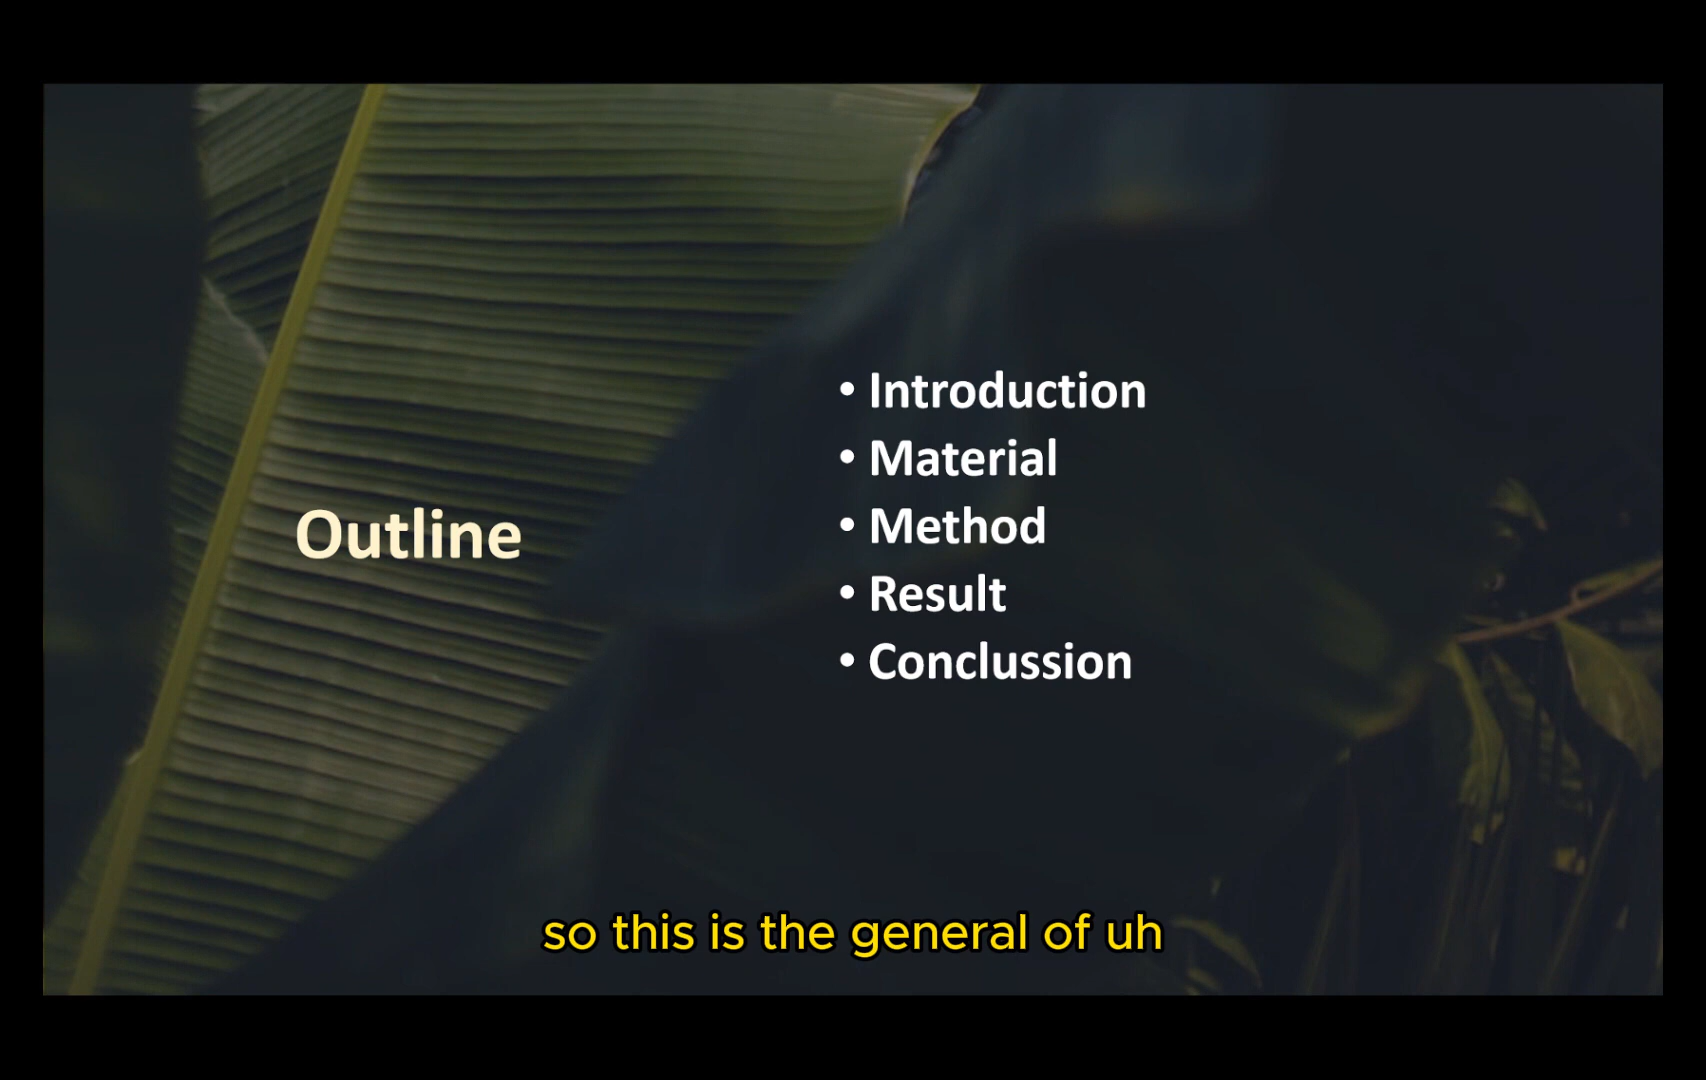 Outline
• Introduction
• Material
• Method
• Result
• Conclussion
so this is the general of uh